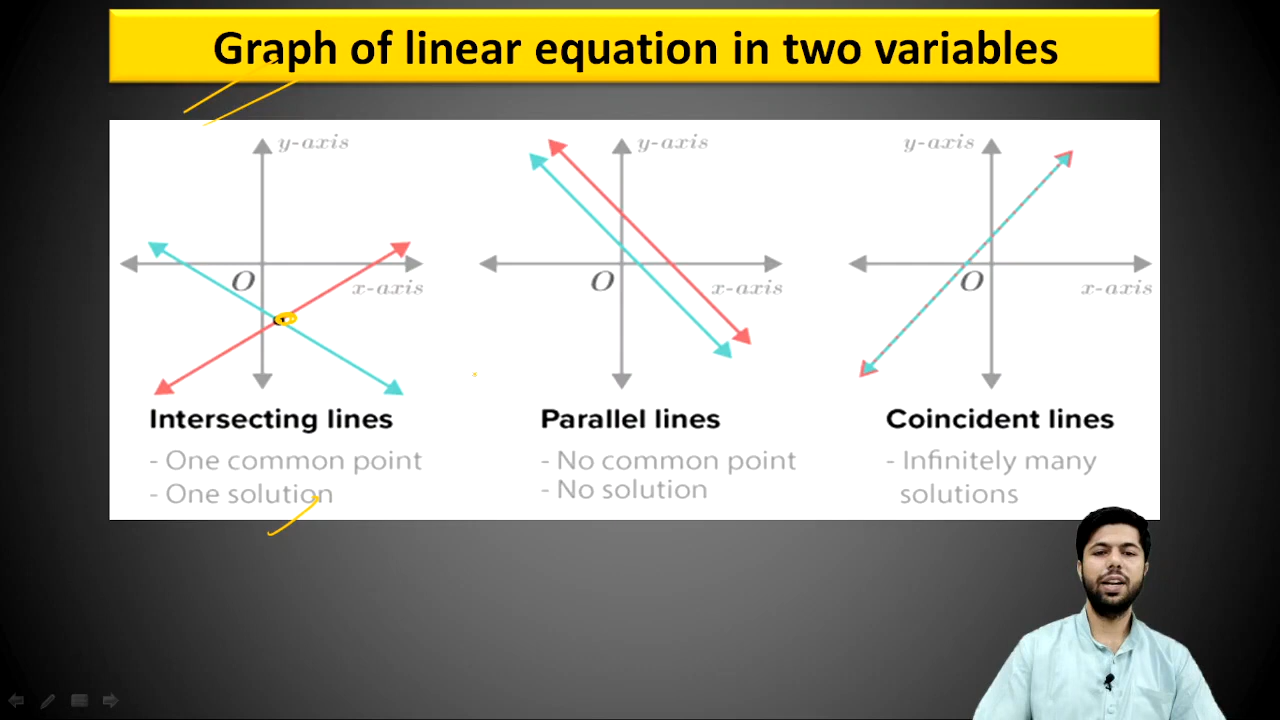 Graph of linear equation in two variables
y-axis
O
x-axis
Intersecting lines
- One common point
- One solution
y-axis
O
x-axis
Parallel lines
- No common point
- No solution
y-axis
O
x-axis
Coincident lines
- Infinitely many
solutions